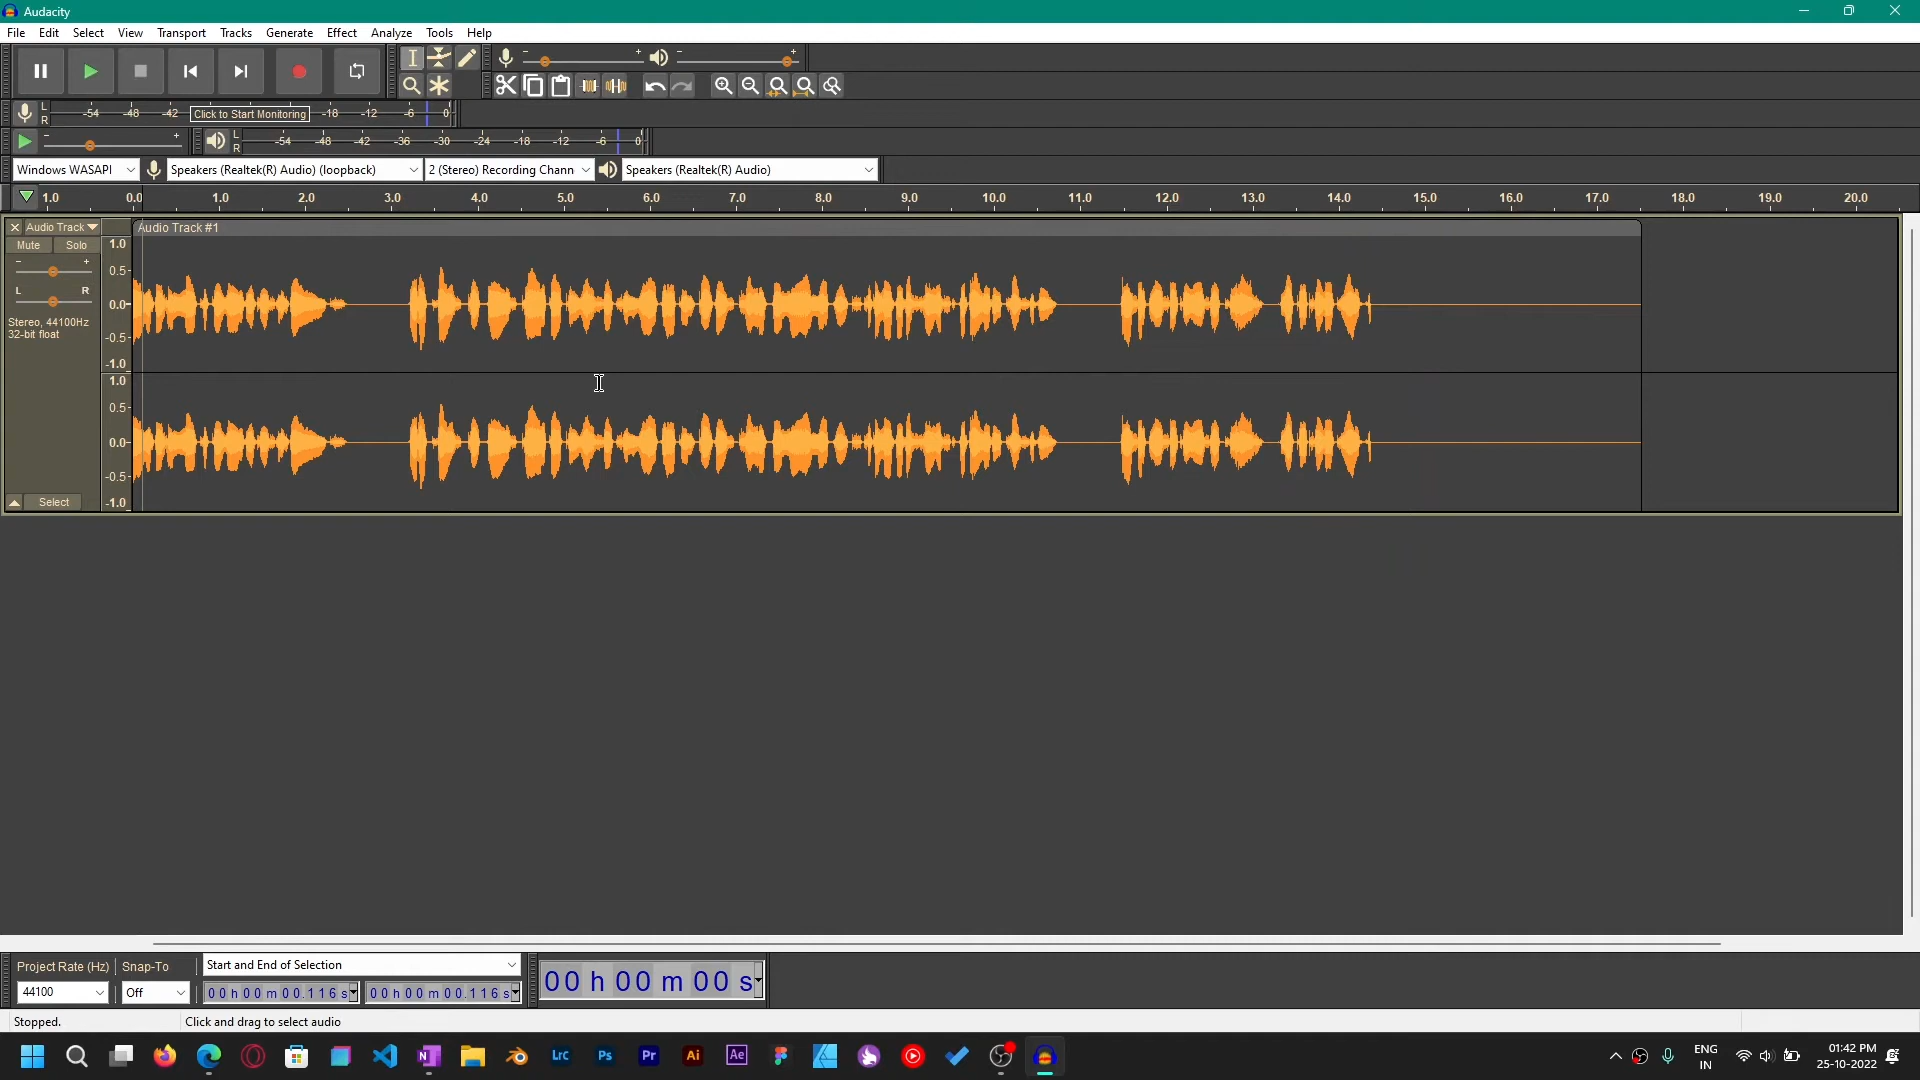 Audacity
File Edit Select View Transport Tracks Generate Effect Analyze Tools Help
L
R
-54 -48 -42 Click to Start Monitoring -18 -12 -6 0
L
R
-54 -48 -42 -36 -30 -24 -18 -12 -6 0
Windows WASAPI Speakers (Realtek(R) Audio) (loopback) 2 (Stereo) Recording Chann Speakers (Realtek(R) Audio)
1.0 0.0 1.0 2.0 3.0 4.0 5.0 6.0 7.0 8.0 9.0 10.0 11.0 12.0 13.0 14.0 15.0 16.0 17.0 18.0 19.0 20.0
Audio Track Audio Track #1
Mute Solo
- +
L R
Stereo, 44100Hz
32-bit float
Select
1.0
0.5
0.0
-0.5
-1.0
1.0
0.5
0.0
-0.5
-1.0
Project Rate (Hz) Snap-To Start and End of Selection
44100 Off 00 h 00 m 00.116 s 00 h 00 m 00.116 s 00 h 00 m 00 s
Stopped. Click and drag to select audio
LrC Ps Pr Ai Ae
ENG
IN
01:42 PM
25-10-2022